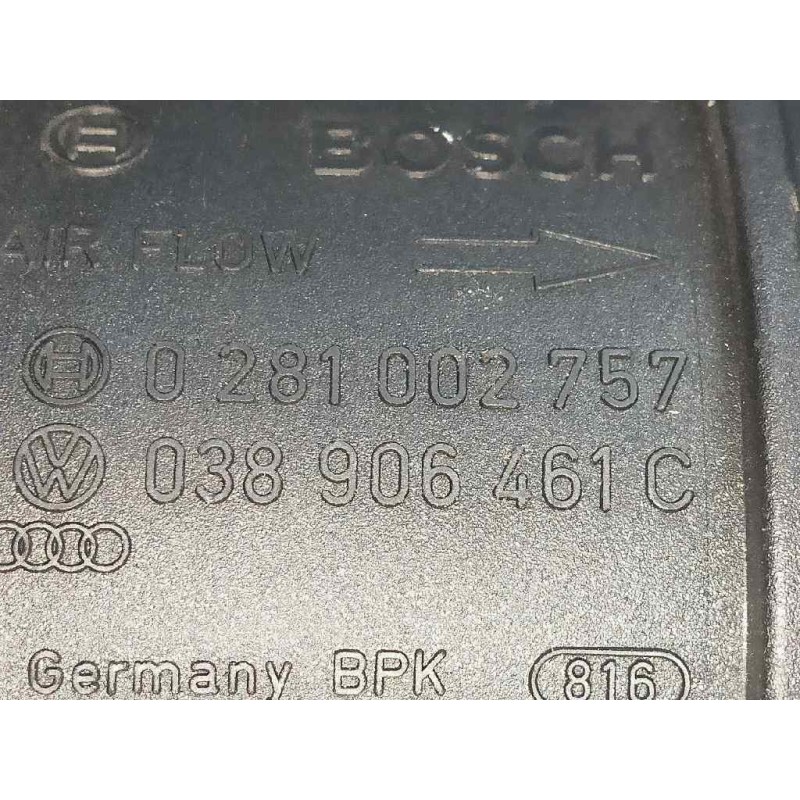 BOSCH
AIR FLOW
0 281 002 757
038 906 461 C
Germany BPK 816